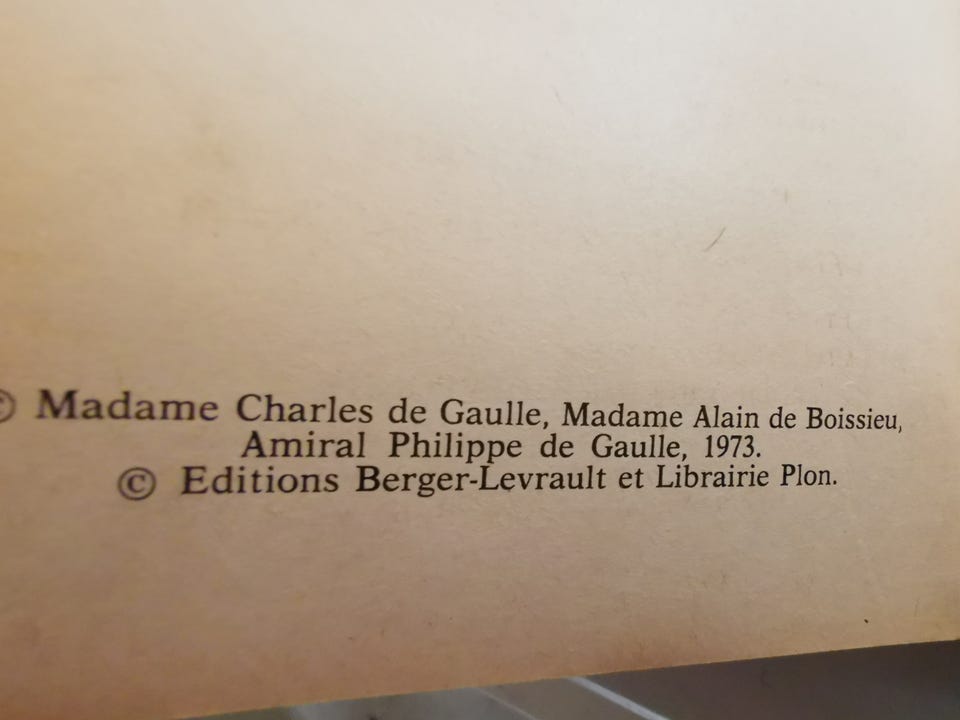 © Madame Charles de Gaulle, Madame Alain de Boissieu,
Amiral Philippe de Gaulle, 1973.
© Editions Berger-Levrault et Librairie Plon.